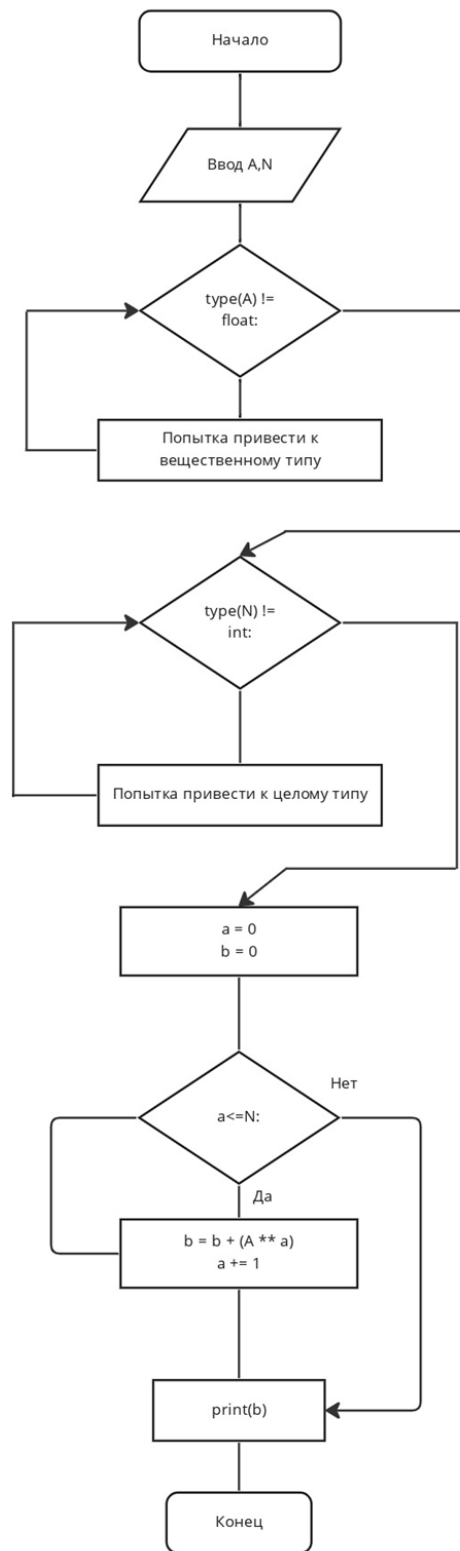 Начало
Ввод A,N
type(A) !=
float:
Попытка привести к
вещественному типу
type(N) !=
int:
Попытка привести к целому типу
a = 0
b = 0
Нет
a<=N:
Да
b = b + (A ** a)
a += 1
print(b)
Конец